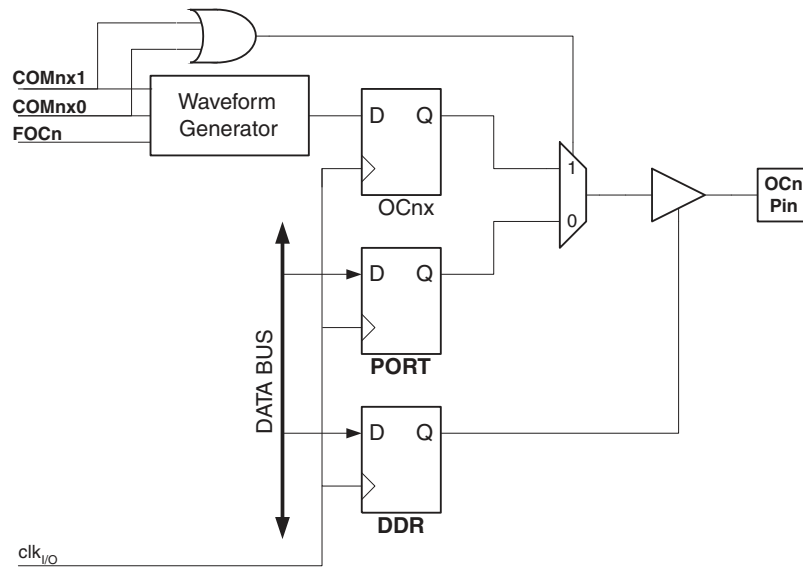 COMnx1
COMnx0
FOCn
Waveform
Generator
D Q
OCnx
1
0
OCn
Pin
D Q
PORT
D Q
DDR
DATA BUS
clkI/O